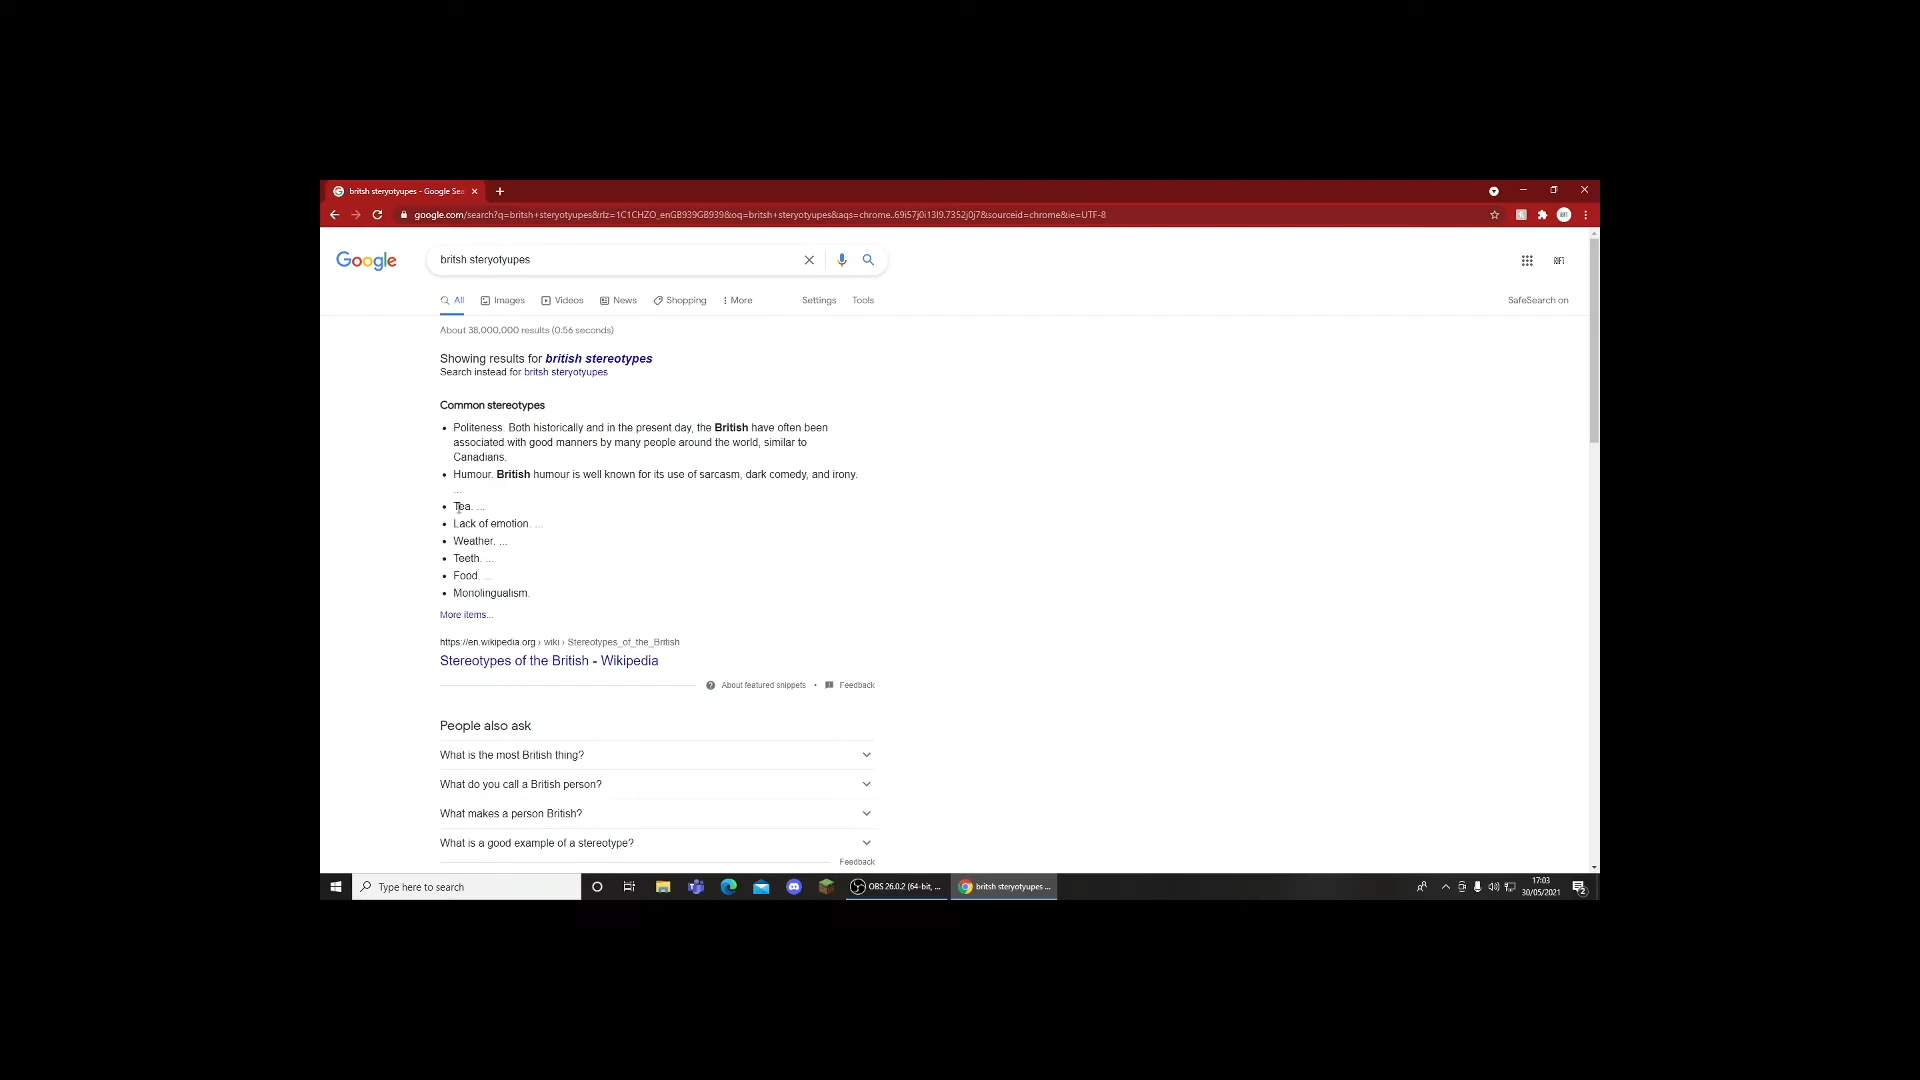 britsh steryotyupes - Google Sea
google.com/search?q=britsh+steryotyupes&rlz=1C1CHZO_enGB939GB939&oq=britsh+steryotyupes&aqs=chrome..69i57j0i13l9.7352j0j7&sourceid=chrome&ie=UTF-8
Google
britsh steryotyupes
All Images Videos News Shopping More Settings Tools
SafeSearch on
About 38,000,000 results (0.56 seconds)
Showing results for british stereotypes
Search instead for britsh steryotyupes
Common stereotypes
Politeness. Both historically and in the present day, the British have often been
associated with good manners by many people around the world, similar to
Canadians.
Humour. British humour is well known for its use of sarcasm, dark comedy, and irony.
...
Tea. ...
Lack of emotion. ...
Weather. ...
Teeth. ...
Food. ...
Monolingualism.
More items...
https://en.wikipedia.org › wiki › Stereotypes_of_the_British
Stereotypes of the British - Wikipedia
About featured snippets • Feedback
People also ask
What is the most British thing?
What do you call a British person?
What makes a person British?
What is a good example of a stereotype?
Feedback
Type here to search
OBS 26.0.2 (64-bit, ...
britsh steryotyupes ...
17:03
30/05/2021
2